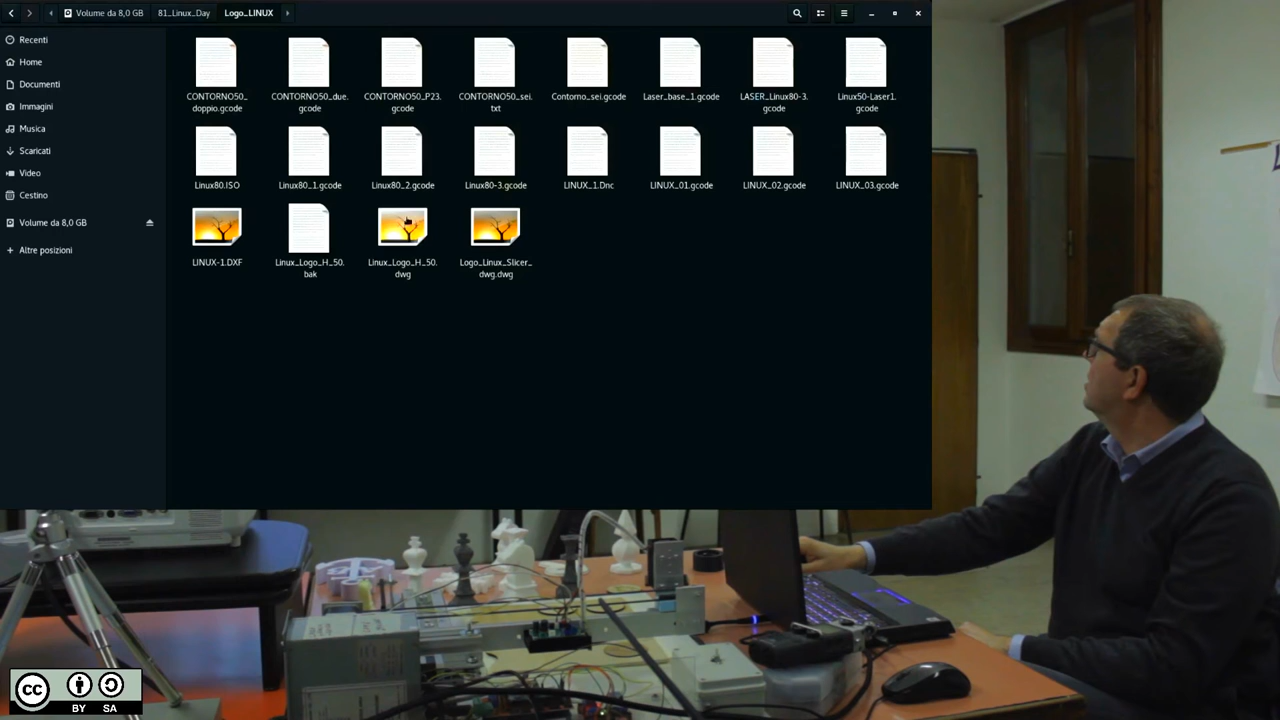 Volume da 8,0 GB 81_Linux_Day Logo_LINUX
Recenti
Home
Documenti
Immagini
Musica
Scaricati
Video
Cestino
Volume da 8,0 GB
Altre posizioni
CONTORNO50_
doppio.gcode
CONTORNO50_due.
gcode
CONTORNO50_P23.
gcode
CONTORNO50_sei.
txt
Contorno_sei.gcode
Laser_base_1.gcode
LASER_Linux80-3.
gcode
Linux50-Laser1.
gcode
Linux80.ISO
Linux80_1.gcode
Linux80_2.gcode
Linux80-3.gcode
LINUX_1.Dnc
LINUX_01.gcode
LINUX_02.gcode
LINUX_03.gcode
LINUX-1.DXF
Linux_Logo_H_50.
bak
Linux_Logo_H_50.
dwg
Logo_Linux_Slicer_
dwg.dwg
cc
BY SA